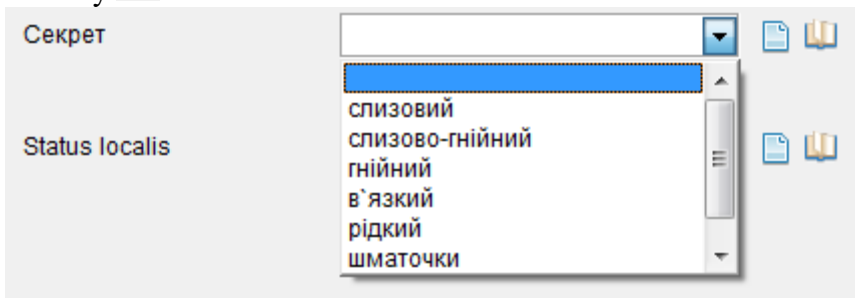 Секрет
слизовий
слизово-гнійний
Status localis
гнійний
в`язкий
рідкий
шматочки